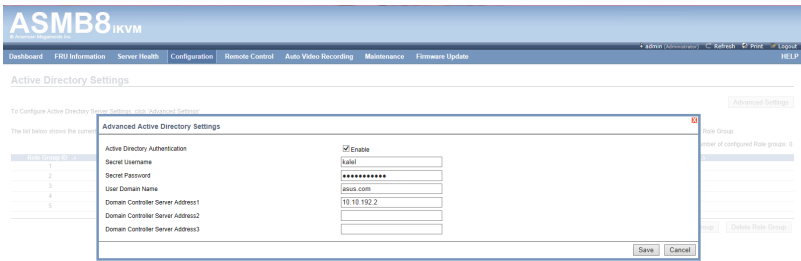 ASMB8 iKVM
© American Megatrends Inc.
admin (Administrator) Refresh Print Logout
Dashboard FRU Information Server Health Configuration Remote Control Auto Video Recording Maintenance Firmware Update HELP
Active Directory Settings
Advanced Settings
To Configure Active Directory Server Settings, click 'Advanced Settings'
The list below shows the current
Role Group
Number of configured Role groups: 0
Role Group ID
1
2
3
4
5
Delete Role Group
Advanced Active Directory Settings
X
Active Directory Authentication Enable
Secret Username kalel
Secret Password
User Domain Name asus.com
Domain Controller Server Address1 10.10.192.2
Domain Controller Server Address2
Domain Controller Server Address3
Save Cancel